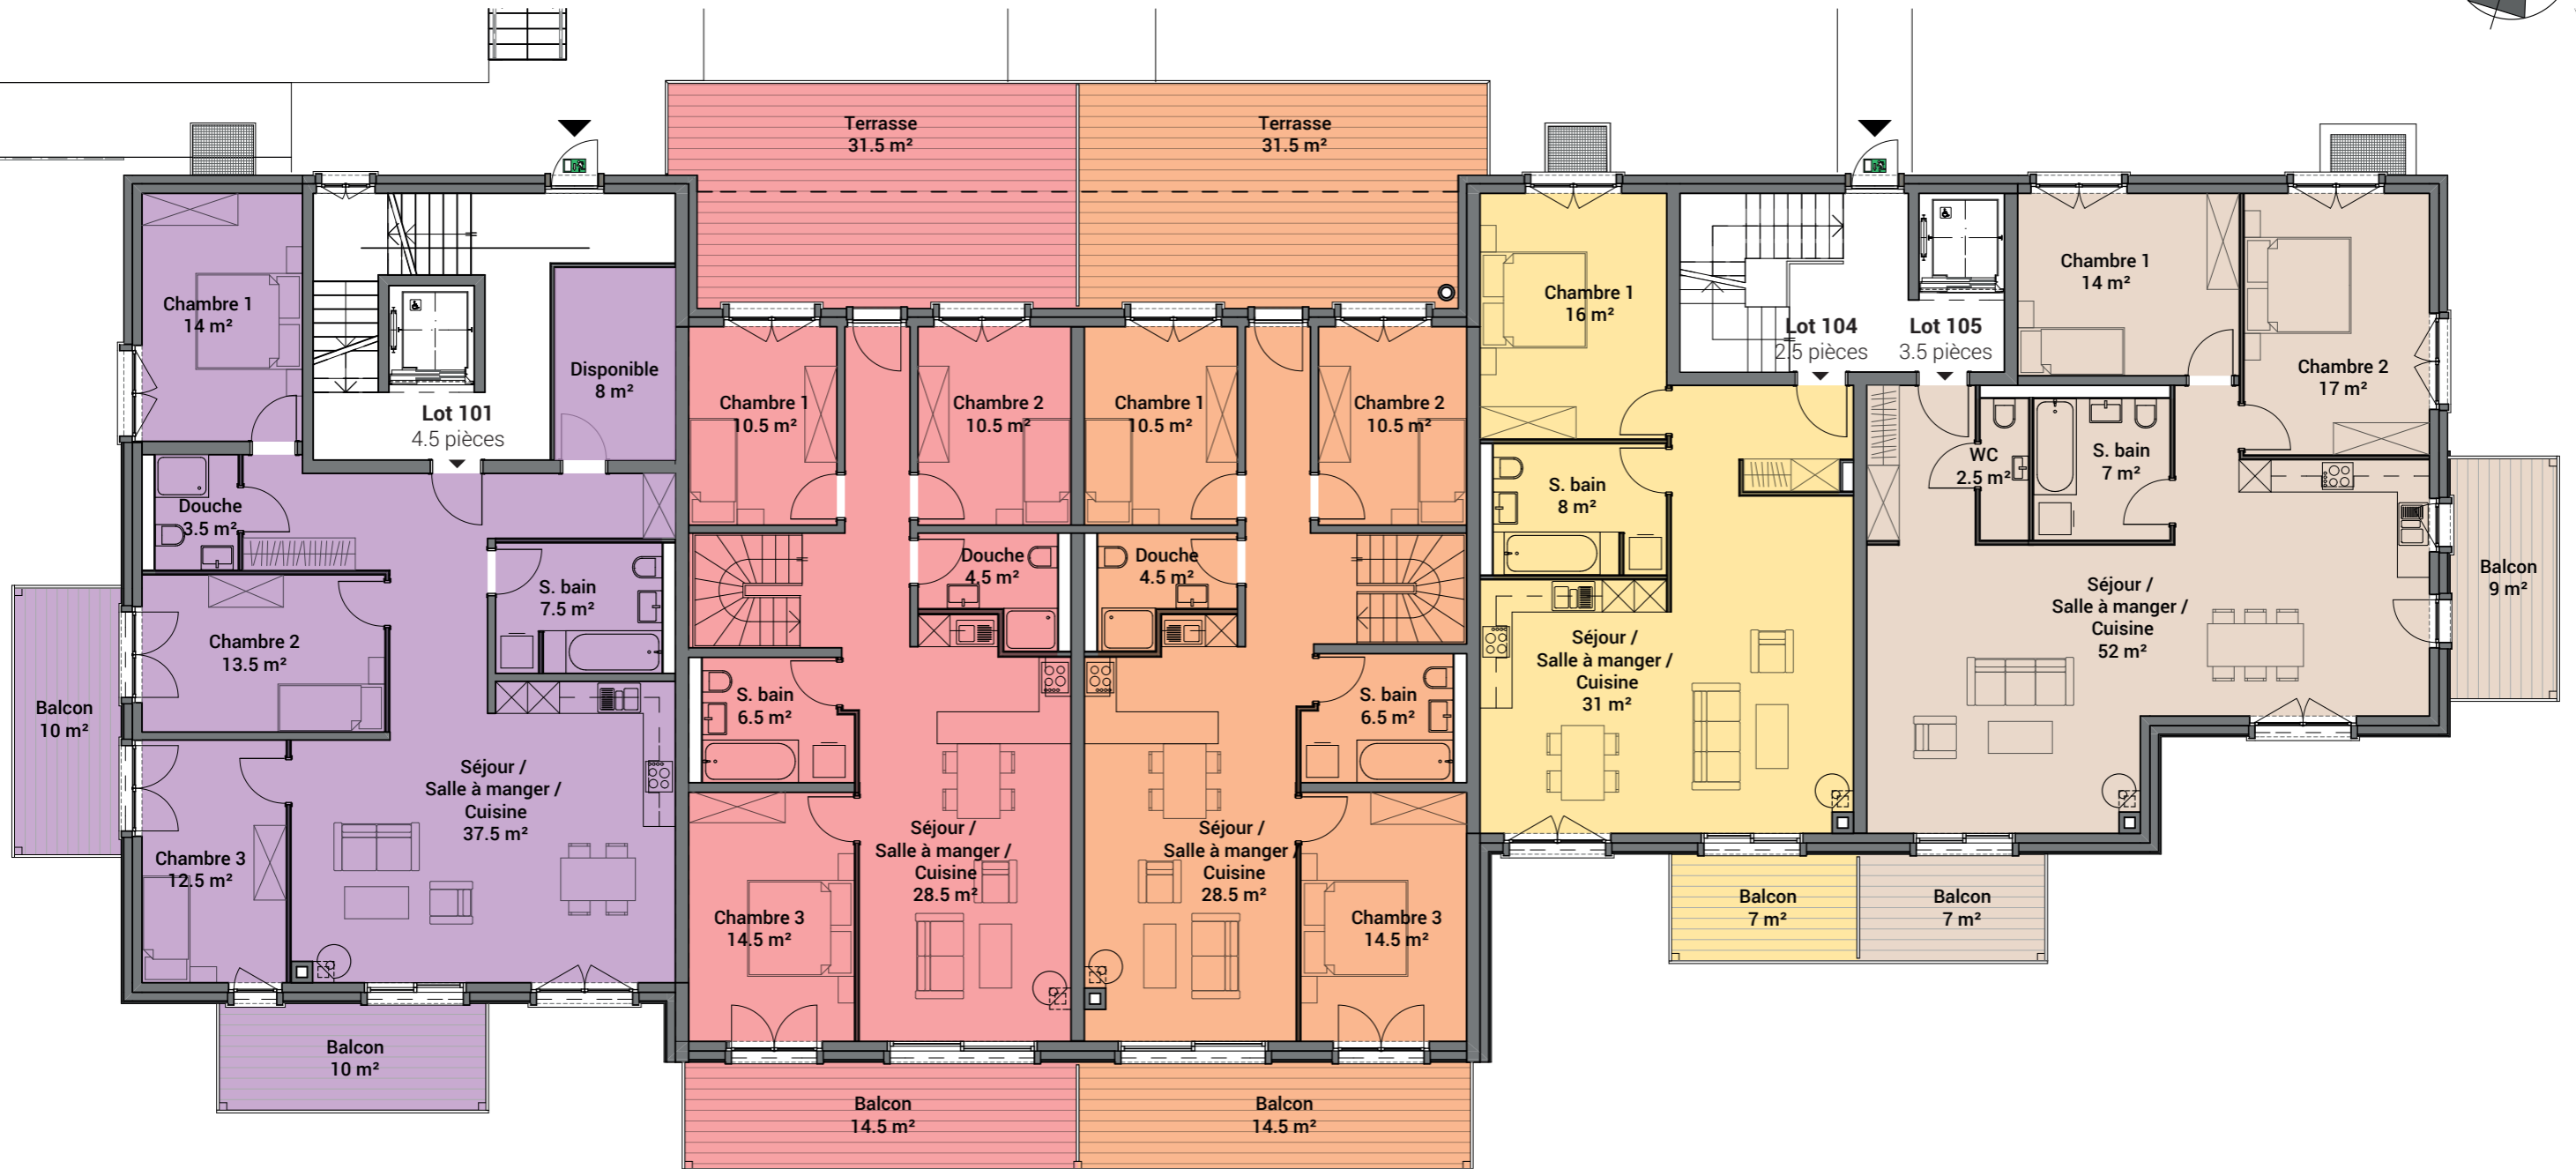 Terrasse
31.5 m²
Terrasse
31.5 m²
Chambre 1
14 m²
Disponible
8 m²
Lot 101
4.5 pièces
Douche
3.5 m²
S. bain
7.5 m²
Chambre 2
13.5 m²
Balcon
10 m²
Chambre 3
12.5 m²
Séjour /
Salle à manger /
Cuisine
37.5 m²
Balcon
10 m²
Chambre 1
10.5 m²
Chambre 2
10.5 m²
Douche
4.5 m²
S. bain
6.5 m²
Séjour /
Salle à manger /
Cuisine
28.5 m²
Chambre 3
14.5 m²
Balcon
14.5 m²
Chambre 1
10.5 m²
Chambre 2
10.5 m²
Douche
4.5 m²
S. bain
6.5 m²
Séjour /
Salle à manger /
Cuisine
28.5 m²
Chambre 3
14.5 m²
Balcon
14.5 m²
Chambre 1
16 m²
Lot 104
2.5 pièces
S. bain
8 m²
Séjour /
Salle à manger /
Cuisine
31 m²
Balcon
7 m²
Lot 105
3.5 pièces
Chambre 1
14 m²
Chambre 2
17 m²
WC
2.5 m²
S. bain
7 m²
Séjour /
Salle à manger /
Cuisine
52 m²
Balcon
9 m²
Balcon
7 m²